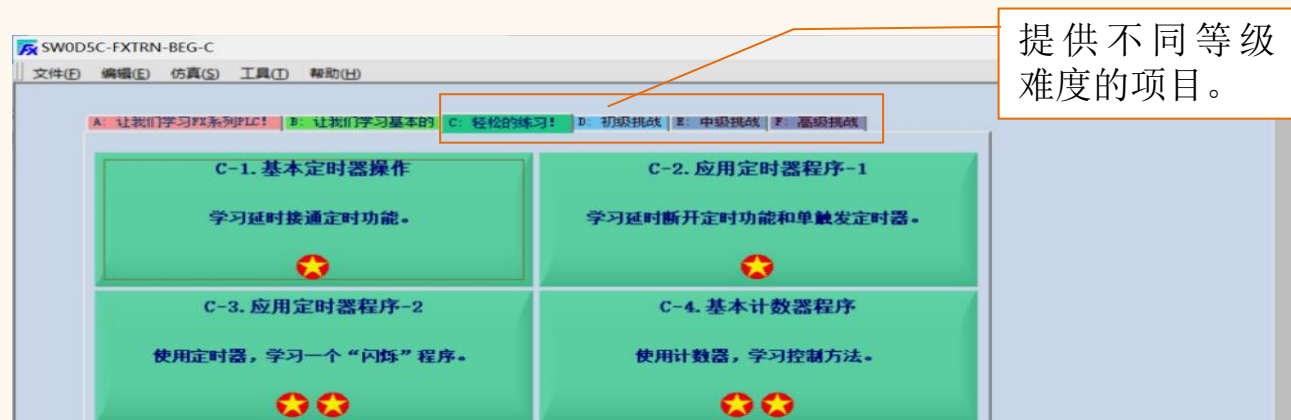 提供不同等级
难度的项目。
SW0D5C-FXTRN-BEG-C
文件(F) 编辑(E) 仿真(S) 工具(T) 帮助(H)
A: 让我们学习FX系列PLC! B: 让我们学习基本的 C: 轻松的练习! D: 初级挑战 E: 中级挑战 F: 高级挑战
C-1.基本定时器操作 C-2.应用定时器程序-1
学习延时接通定时功能。 学习延时断开定时功能和单触发定时器。
C-3.应用定时器程序-2 C-4.基本计数器程序
使用定时器，学习一个“闪烁”程序。 使用计数器，学习控制方法。